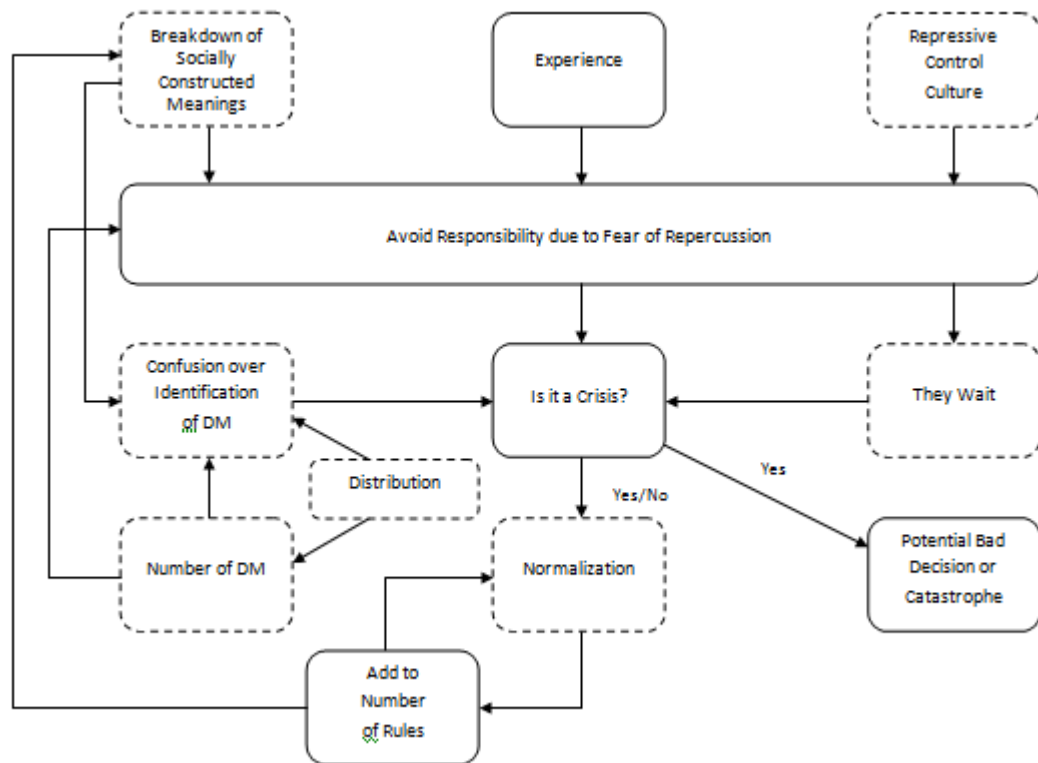 Breakdown of
Socially
Constructed
Meanings
Experience
Repressive
Control
Culture
Avoid Responsibility due to Fear of Repercussion
Confusion over
Identification
of DM
Is it a Crisis?
They Wait
Distribution
Yes
Yes/No
Number of DM
Normalization
Potential Bad
Decision or
Catastrophe
Add to
Number
of Rules